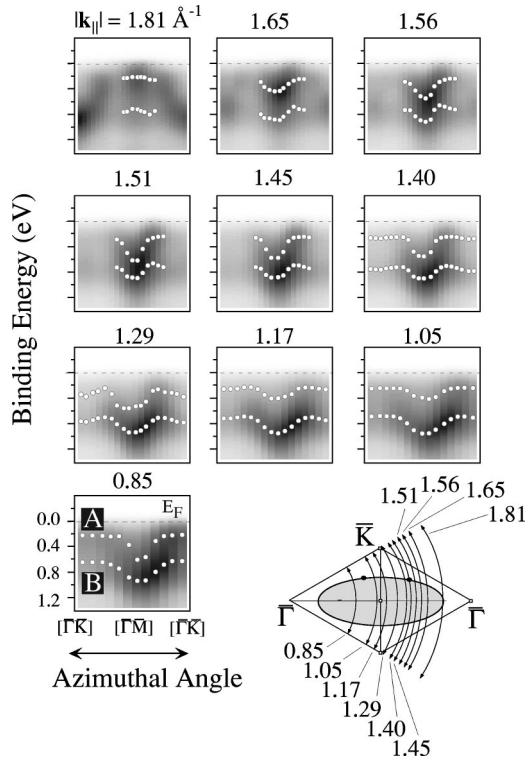 |k∥| = 1.81 Å⁻¹
1.65
1.56
1.51
1.45
1.40
1.29
1.17
1.05
0.85
Binding Energy (eV)
0.0
0.4
0.8
1.2
A
B
E_F
[Γ̄K̄] [Γ̄M̄] [Γ̄K̄]
Azimuthal Angle
1.51
1.56
1.65
1.81
K̄
Γ̄
Γ̄
0.85
1.05
1.17
1.29
1.40
1.45